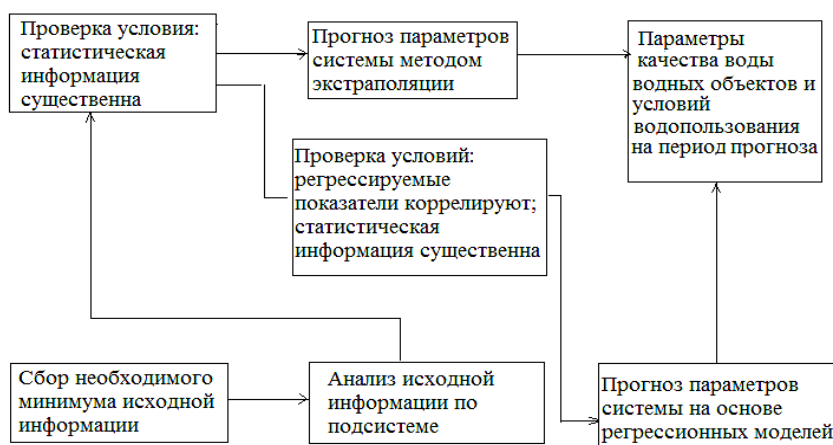 Проверка условия:
статистическая
информация
существенна
Прогноз параметров
системы методом
экстраполяции
Параметры
качества воды
водных объектов и
условий
водопользования
на период прогноза
Проверка условий:
регрессируемые
показатели коррелируют;
статистическая
информация существенна
Сбор необходимого
минимума исходной
информации
Анализ исходной
информации по
подсистеме
Прогноз параметров
системы на основе
регрессионных моделей